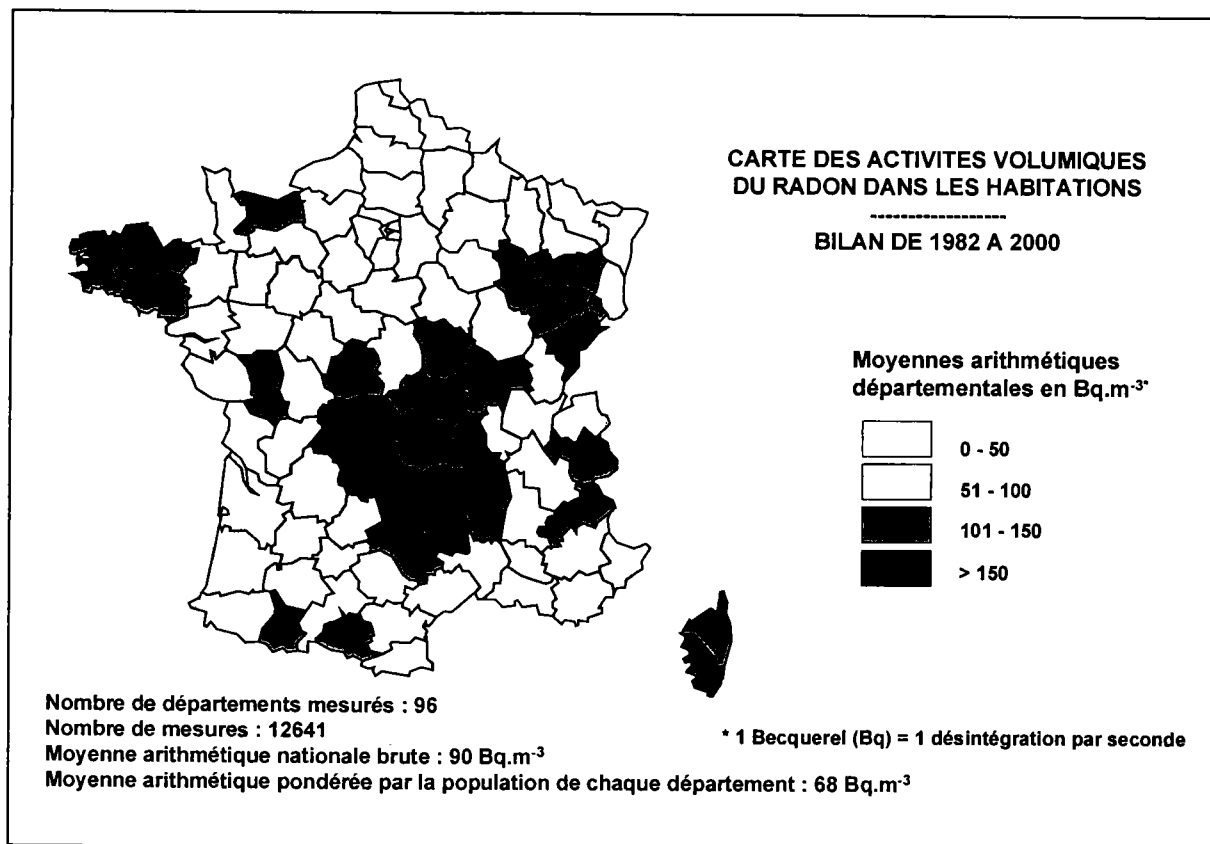 CARTE DES ACTIVITES VOLUMIQUES
DU RADON DANS LES HABITATIONS
-------------------
BILAN DE 1982 A 2000
Moyennes arithmétiques
départementales en Bq.m-3*
0 - 50
51 - 100
101 - 150
> 150
Nombre de départements mesurés : 96
Nombre de mesures : 12641
Moyenne arithmétique nationale brute : 90 Bq.m-3
Moyenne arithmétique pondérée par la population de chaque département : 68 Bq.m-3
* 1 Becquerel (Bq) = 1 désintégration par seconde